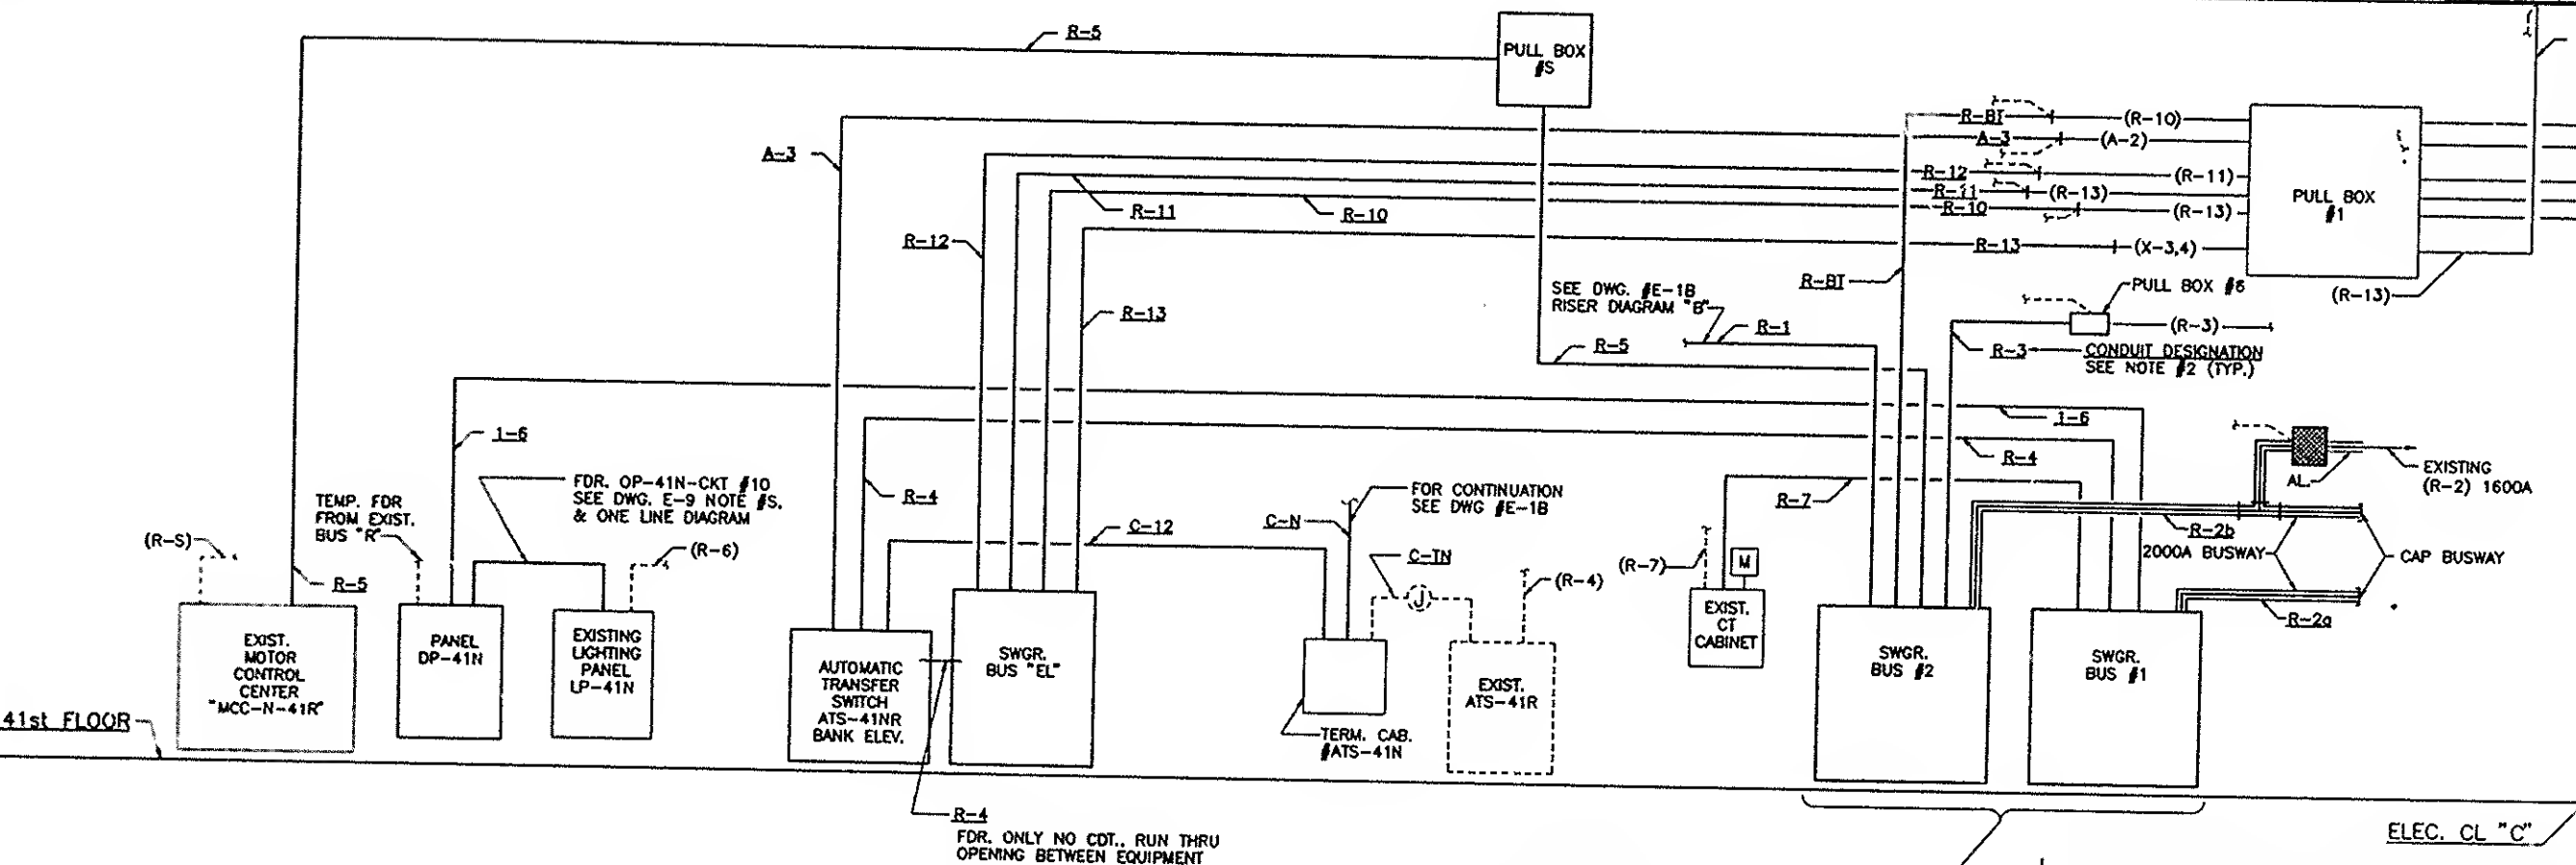 R-5
PULL BOX
#S
R-BT
(R-10)
A-3
A-3
(A-2)
R-12
(R-11)
R-11
(R-13)
R-10
(R-13)
PULL BOX
#1
R-11
R-10
R-12
R-13
(X-3,4)
PULL BOX #6
SEE DWG. #E-1B
RISER DIAGRAM "B"
R-BT
(R-13)
R-13
R-1
(R-3)
R-5
R-3
CONDUIT DESIGNATION
SEE NOTE #2 (TYP.)
1-6
1-6
R-4
FDR. OP-41N-CKT #10
SEE DWG. E-9 NOTE #S.
& ONE LINE DIAGRAM
TEMP. FDR
FROM EXIST.
BUS "R"
R-4
FOR CONTINUATION
SEE DWG #E-1B
R-7
AL.
EXISTING
(R-2) 1600A
C-12
C-N
R-2b
(R-S)
(R-6)
C-TN
2000A BUSWAY
CAP BUSWAY
R-5
(R-4)
(R-7)
M
J
R-2a
EXIST.
MOTOR
CONTROL
CENTER
"MCC-N-41R"
PANEL
DP-41N
EXISTING
LIGHTING
PANEL
LP-41N
AUTOMATIC
TRANSFER
SWITCH
ATS-41NR
BANK ELEV.
SWGR.
BUS "EL"
EXIST.
ATS-41R
EXIST.
CT
CABINET
SWGR.
BUS #2
SWGR.
BUS #1
41st FLOOR
TERM. CAB.
#ATS-41N
R-4
FDR. ONLY NO CDT., RUN THRU
OPENING BETWEEN EQUIPMENT
ELEC. CL "C"